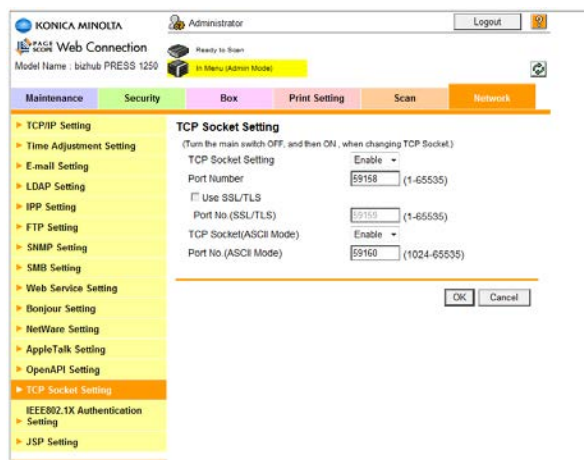 KONICA MINOLTA
Administrator
Logout
?
PAGE SCOPE Web Connection
Ready to Scan
Model Name : bizhub PRESS 1250
In Menu (Admin Mode)
Maintenance
Security
Box
Print Setting
Scan
Network
TCP/IP Setting
Time Adjustment Setting
E-mail Setting
LDAP Setting
IPP Setting
FTP Setting
SNMP Setting
SMB Setting
Web Service Setting
Bonjour Setting
NetWare Setting
AppleTalk Setting
OpenAPI Setting
TCP Socket Setting
IEEE802.1X Authentication
Setting
JSP Setting
TCP Socket Setting
(Turn the main switch OFF, and then ON , when changing TCP Socket.)
TCP Socket Setting Enable
Port Number 59158 (1-65535)
Use SSL/TLS
Port No.(SSL/TLS) 59159 (1-65535)
TCP Socket(ASCII Mode) Enable
Port No.(ASCII Mode) 59160 (1024-65535)
OK Cancel